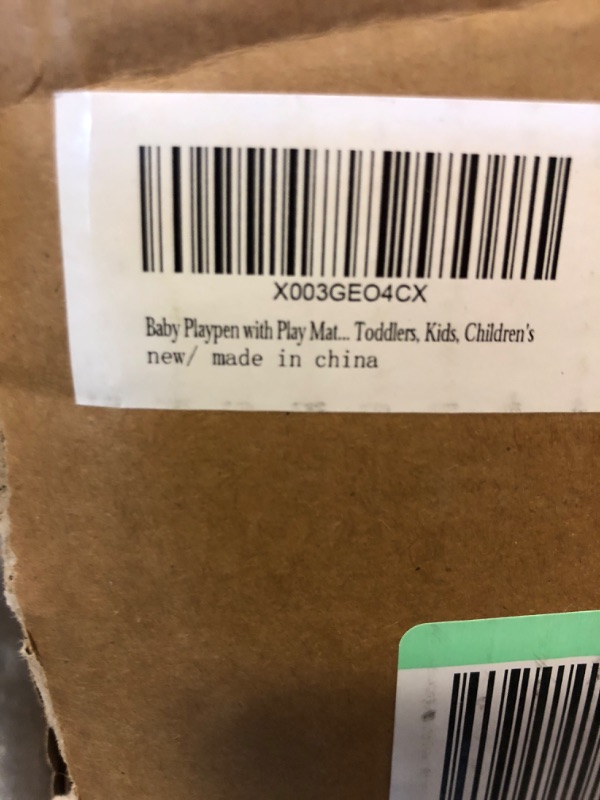 X003GEO4CX
Baby Playpen with Play Mat... Toddlers, Kids, Children's
new/ made in china